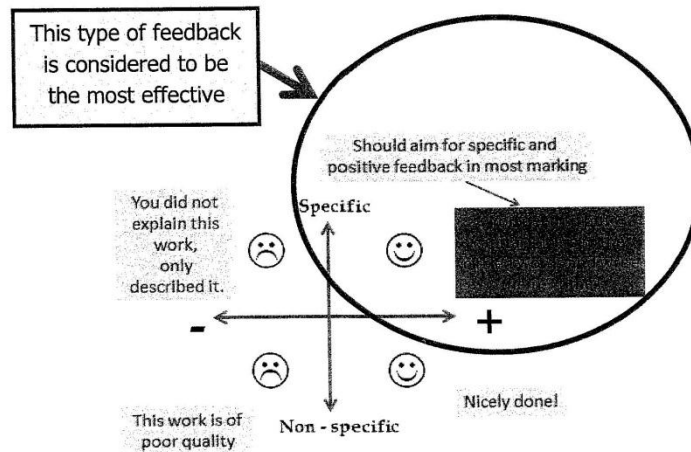 This type of feedback
is considered to be
the most effective
Should aim for specific and
positive feedback in most marking
You did not
explain this
work,
only
described it.
Specific
-
+
This work is of
poor quality
Non - specific
Nicely done!